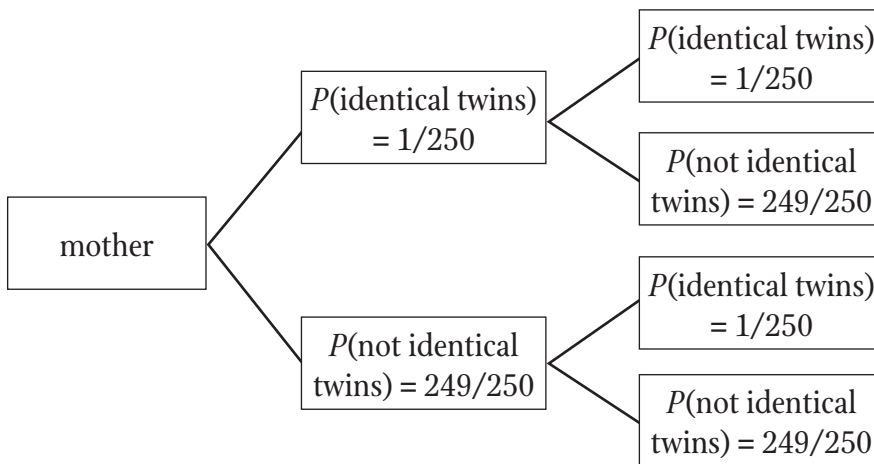 mother
P(identical twins)
= 1/250
P(not identical
twins) = 249/250
P(identical twins)
= 1/250
P(not identical
twins) = 249/250
P(identical twins)
= 1/250
P(not identical
twins) = 249/250